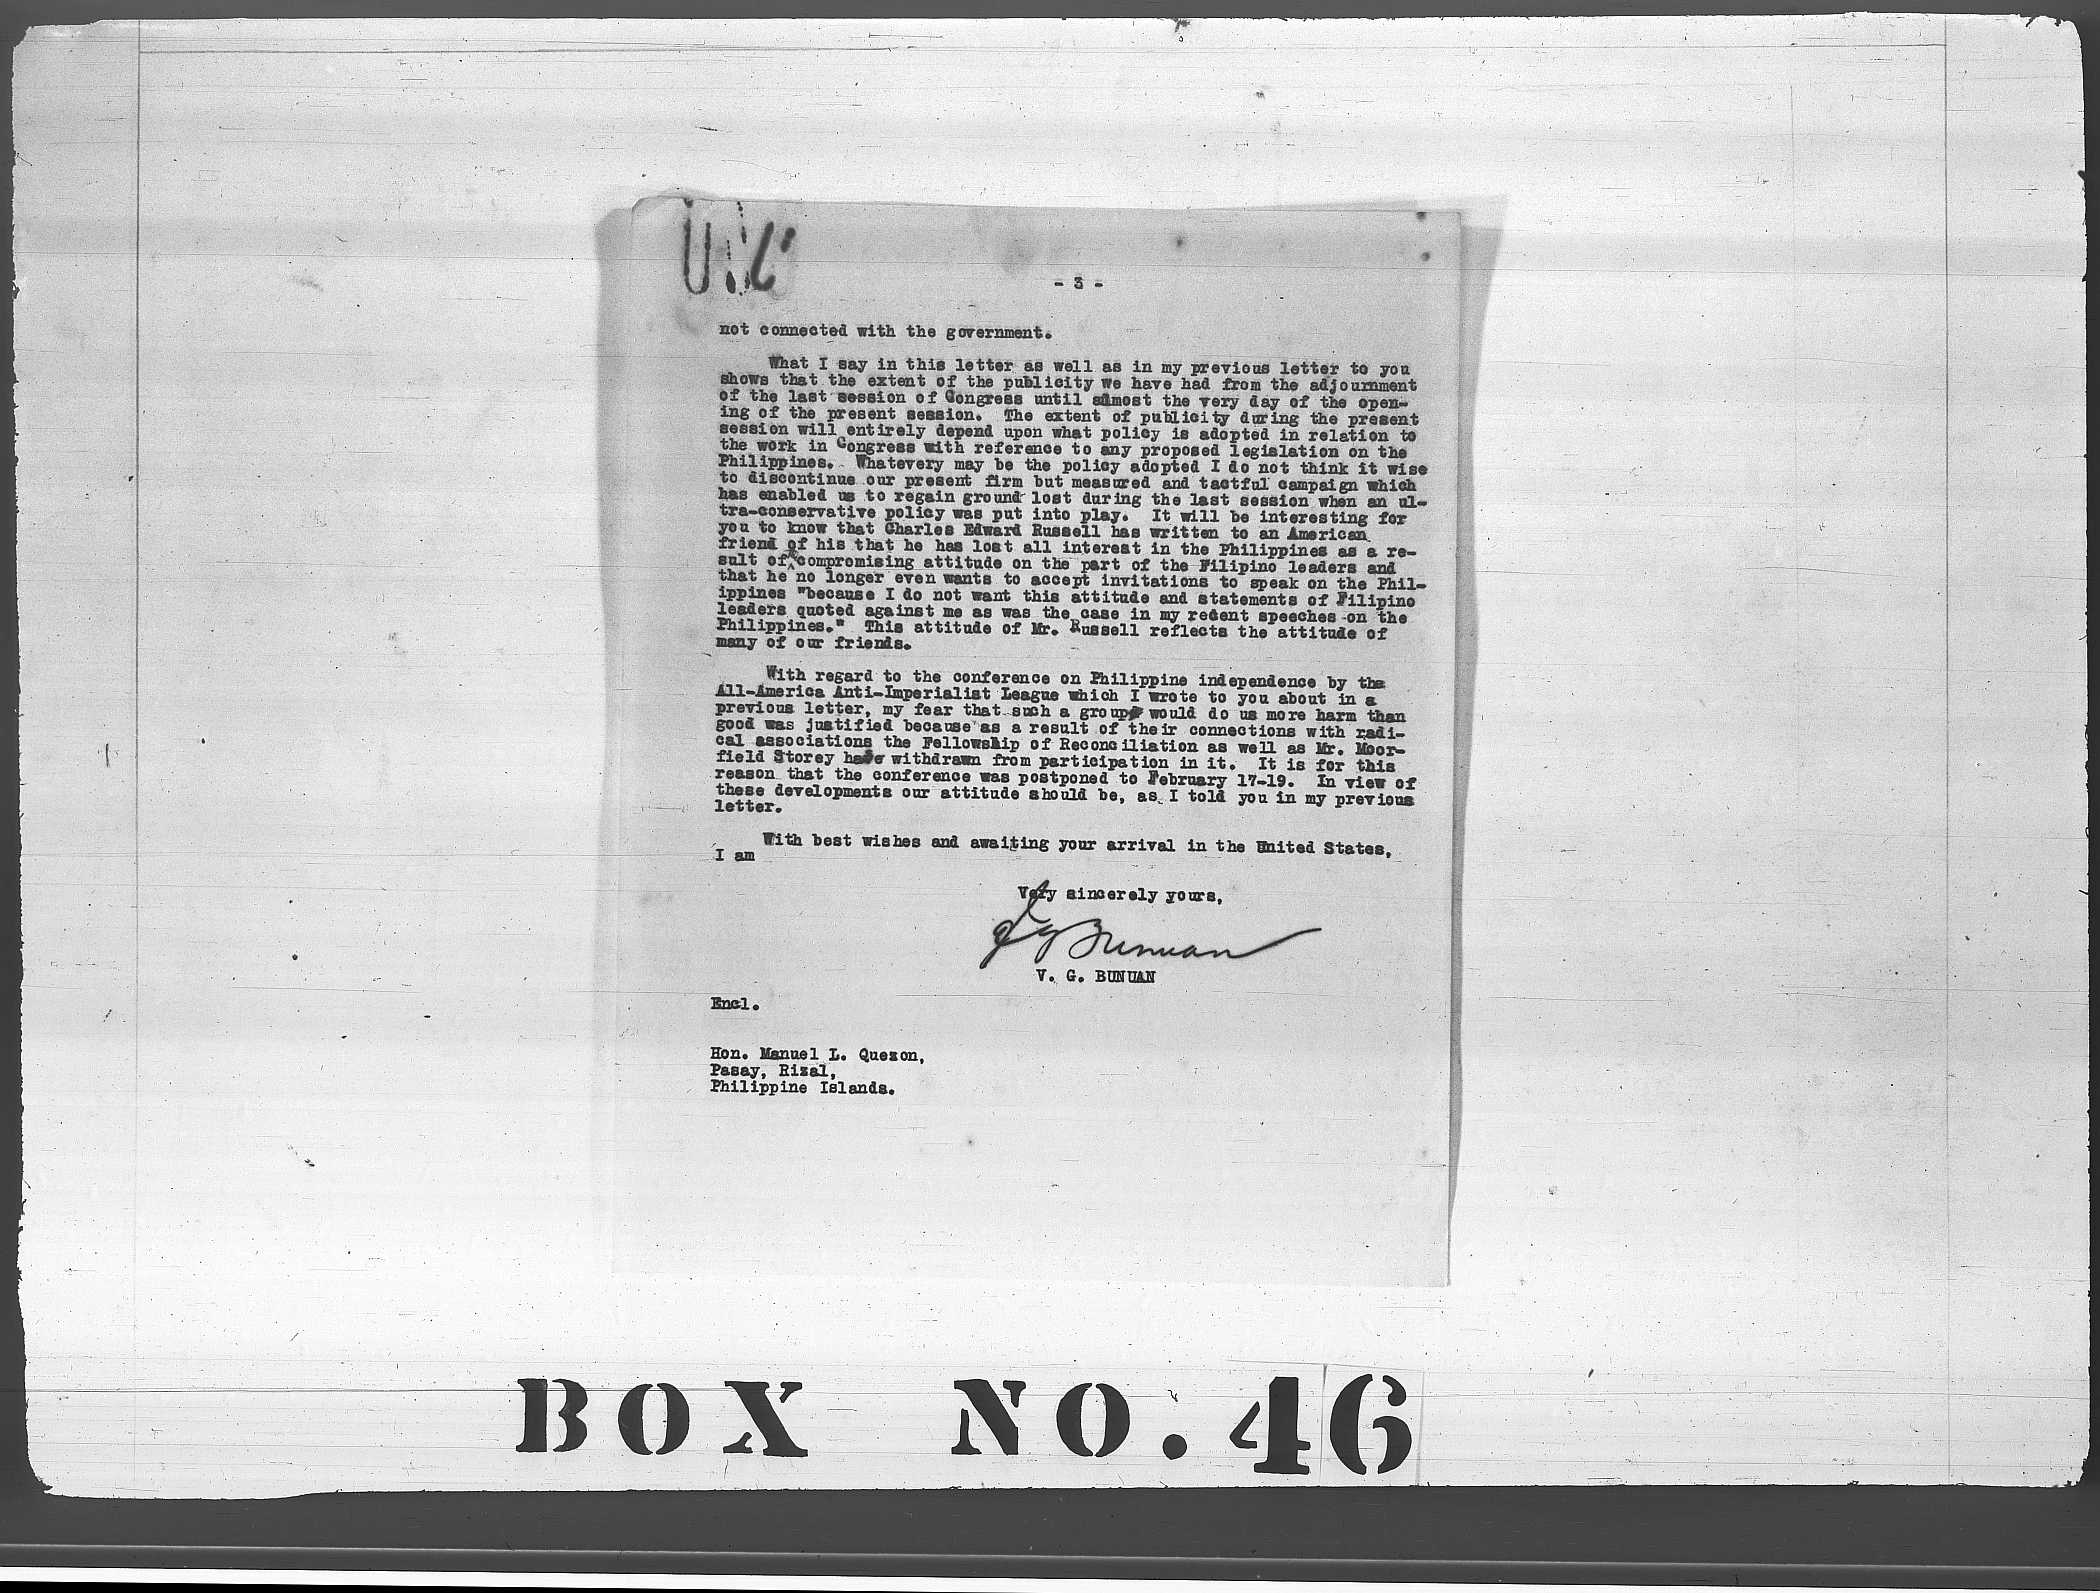 - 3 -
not connected with the government.
What I say in this letter as well as in my previous letter to you
shows that the extent of the publicity we have had from the adjournment
of the last session of Congress until almost the very day of the open-
ing of the present session. The extent of publicity during the present
session will entirely depend upon what policy is adopted in relation to
the work in Congress with reference to any proposed legislation on the
Philippines. Whatevery may be the policy adopted I do not think it wise
to discontinue our present firm but measured and tactful campaign which
has enabled us to regain ground lost during the last session when an ul-
tra-conservative policy was put into play. It will be interesting for
you to know that Charles Edward Russell has written to an American
friend of his that he has lost all interest in the Philippines as a re-
sult of compromising attitude on the part of the Filipino leaders and
that he no longer even wants to accept invitations to speak on the Phil-
ippines "because I do not want this attitude and statements of Filipino
leaders quoted against me as was the case in my recent speeches on the
Philippines." This attitude of Mr. Russell reflects the attitude of
many of our friends.
With regard to the conference on Philippine independence by the
All-America Anti-Imperialist League which I wrote to you about in a
previous letter, my fear that such a group would do us more harm than
good was justified because as a result of their connections with radi-
cal associations the Fellowship of Reconciliation as well as Mr. Moor-
field Storey have withdrawn from participation in it. It is for this
reason that the conference was postponed to February 17-19. In view of
these developments our attitude should be, as I told you in my previous
letter.
With best wishes and awaiting your arrival in the United States,
I am
Very sincerely yours,
V G Bunuan
V. G. BUNUAN
Encl.
Hon. Manuel L. Quezon,
Pasay, Rizal,
Philippine Islands.
BOX NO. 46